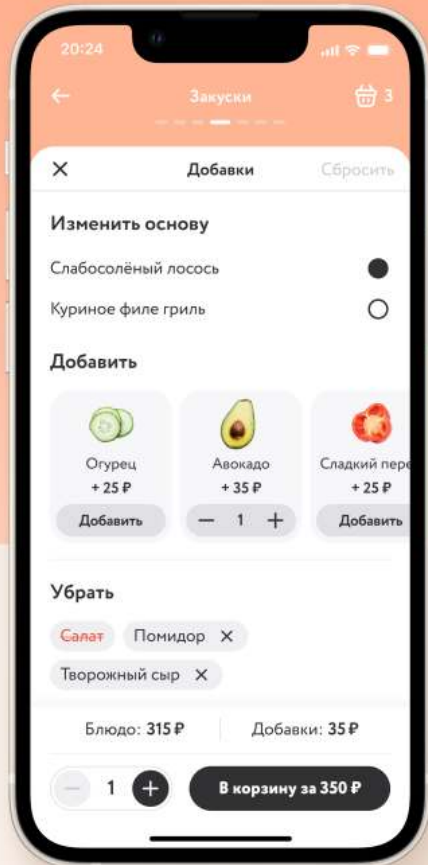 20:24
Закуски
3
Добавки
Сбросить
Изменить основу
Слабосолёный лосось
Куриное филе гриль
Добавить
Огурец
Авокадо
Сладкий пере
+ 25 ₽
+ 35 ₽
+ 25 ₽
Добавить
— 1 +
Добавить
Убрать
Салат
Помидор ×
Творожный сыр ×
Блюдо: 315 ₽
Добавки: 35 ₽
— 1 +
В корзину за 350 ₽